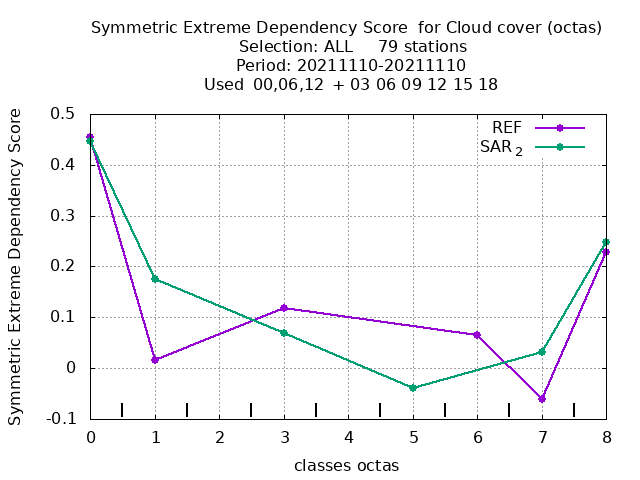 Symmetric Extreme Dependency Score  for Cloud cover (octas)
Selection: ALL     79 stations
Period: 20211110-20211110
Used  00,06,12  + 03 06 09 12 15 18
Symmetric Extreme Dependency Score
0.5
0.4
0.3
0.2
0.1
0
-0.1
REF
SAR 2
0 1 2 3 4 5 6 7 8
classes octas